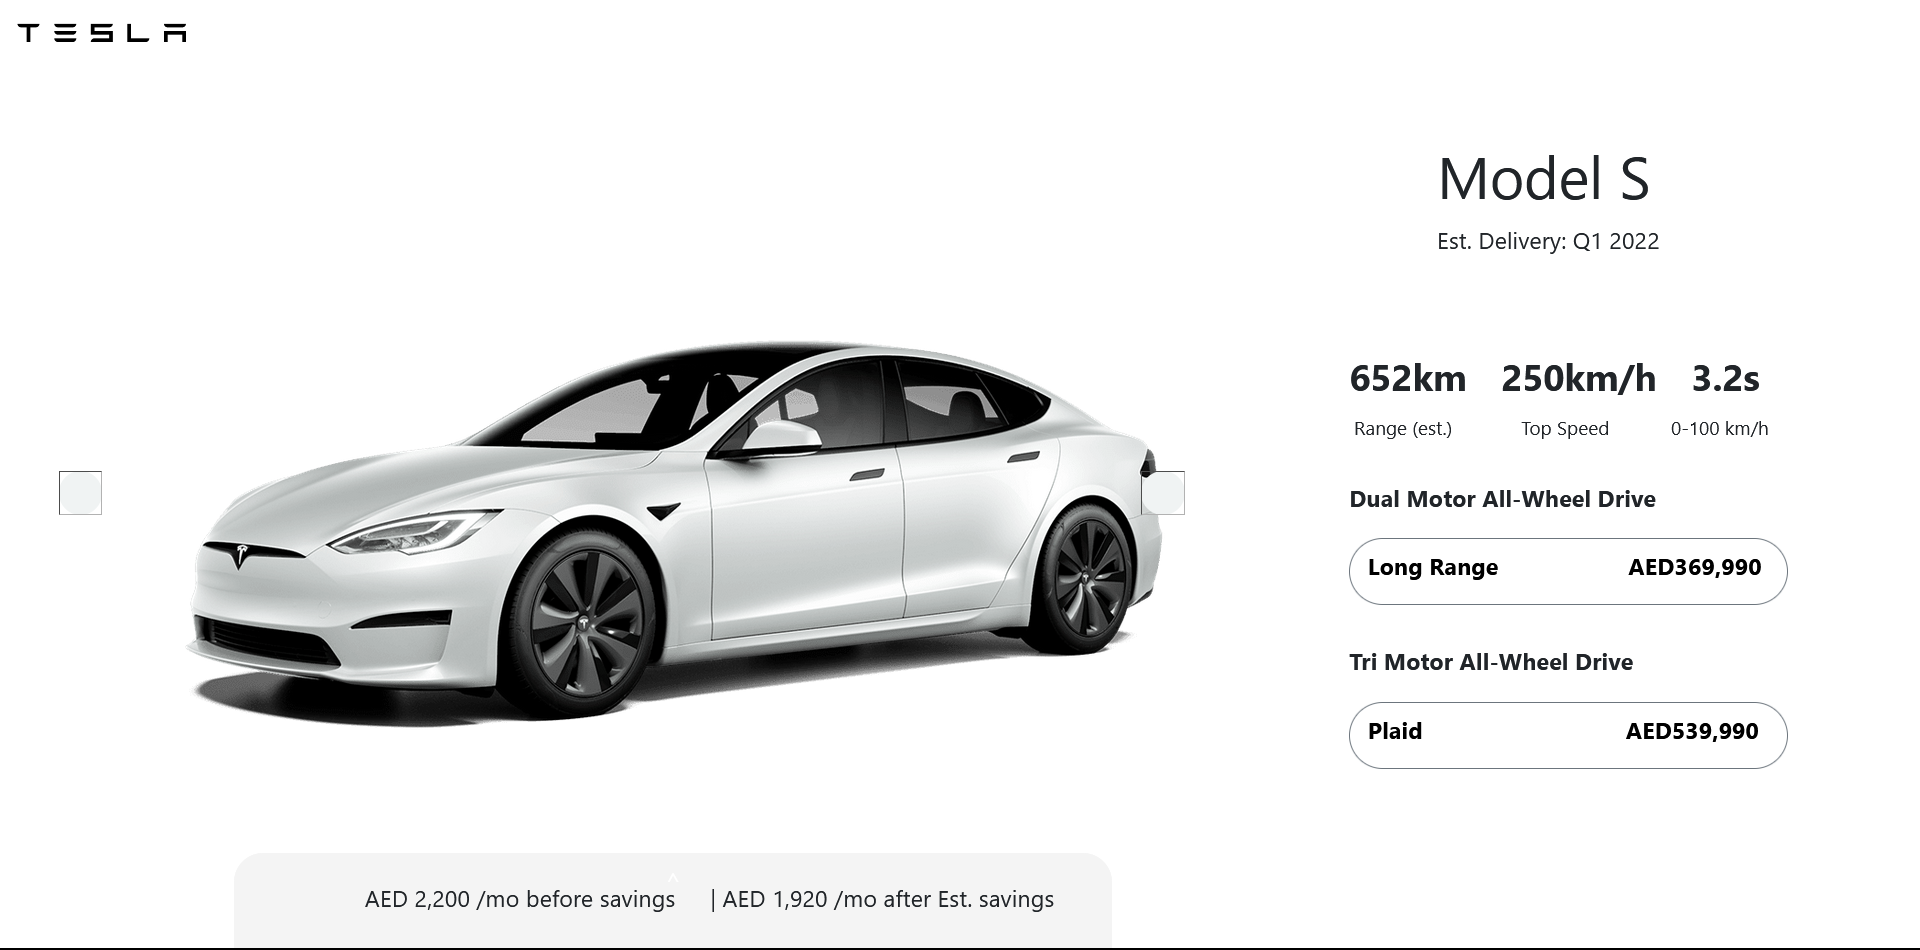 TESLA
Model S
Est. Delivery: Q1 2022
652km 250km/h 3.2s
Range (est.) Top Speed 0-100 km/h
Dual Motor All-Wheel Drive
Long Range AED369,990
Tri Motor All-Wheel Drive
Plaid AED539,990
AED 2,200 /mo before savings | AED 1,920 /mo after Est. savings